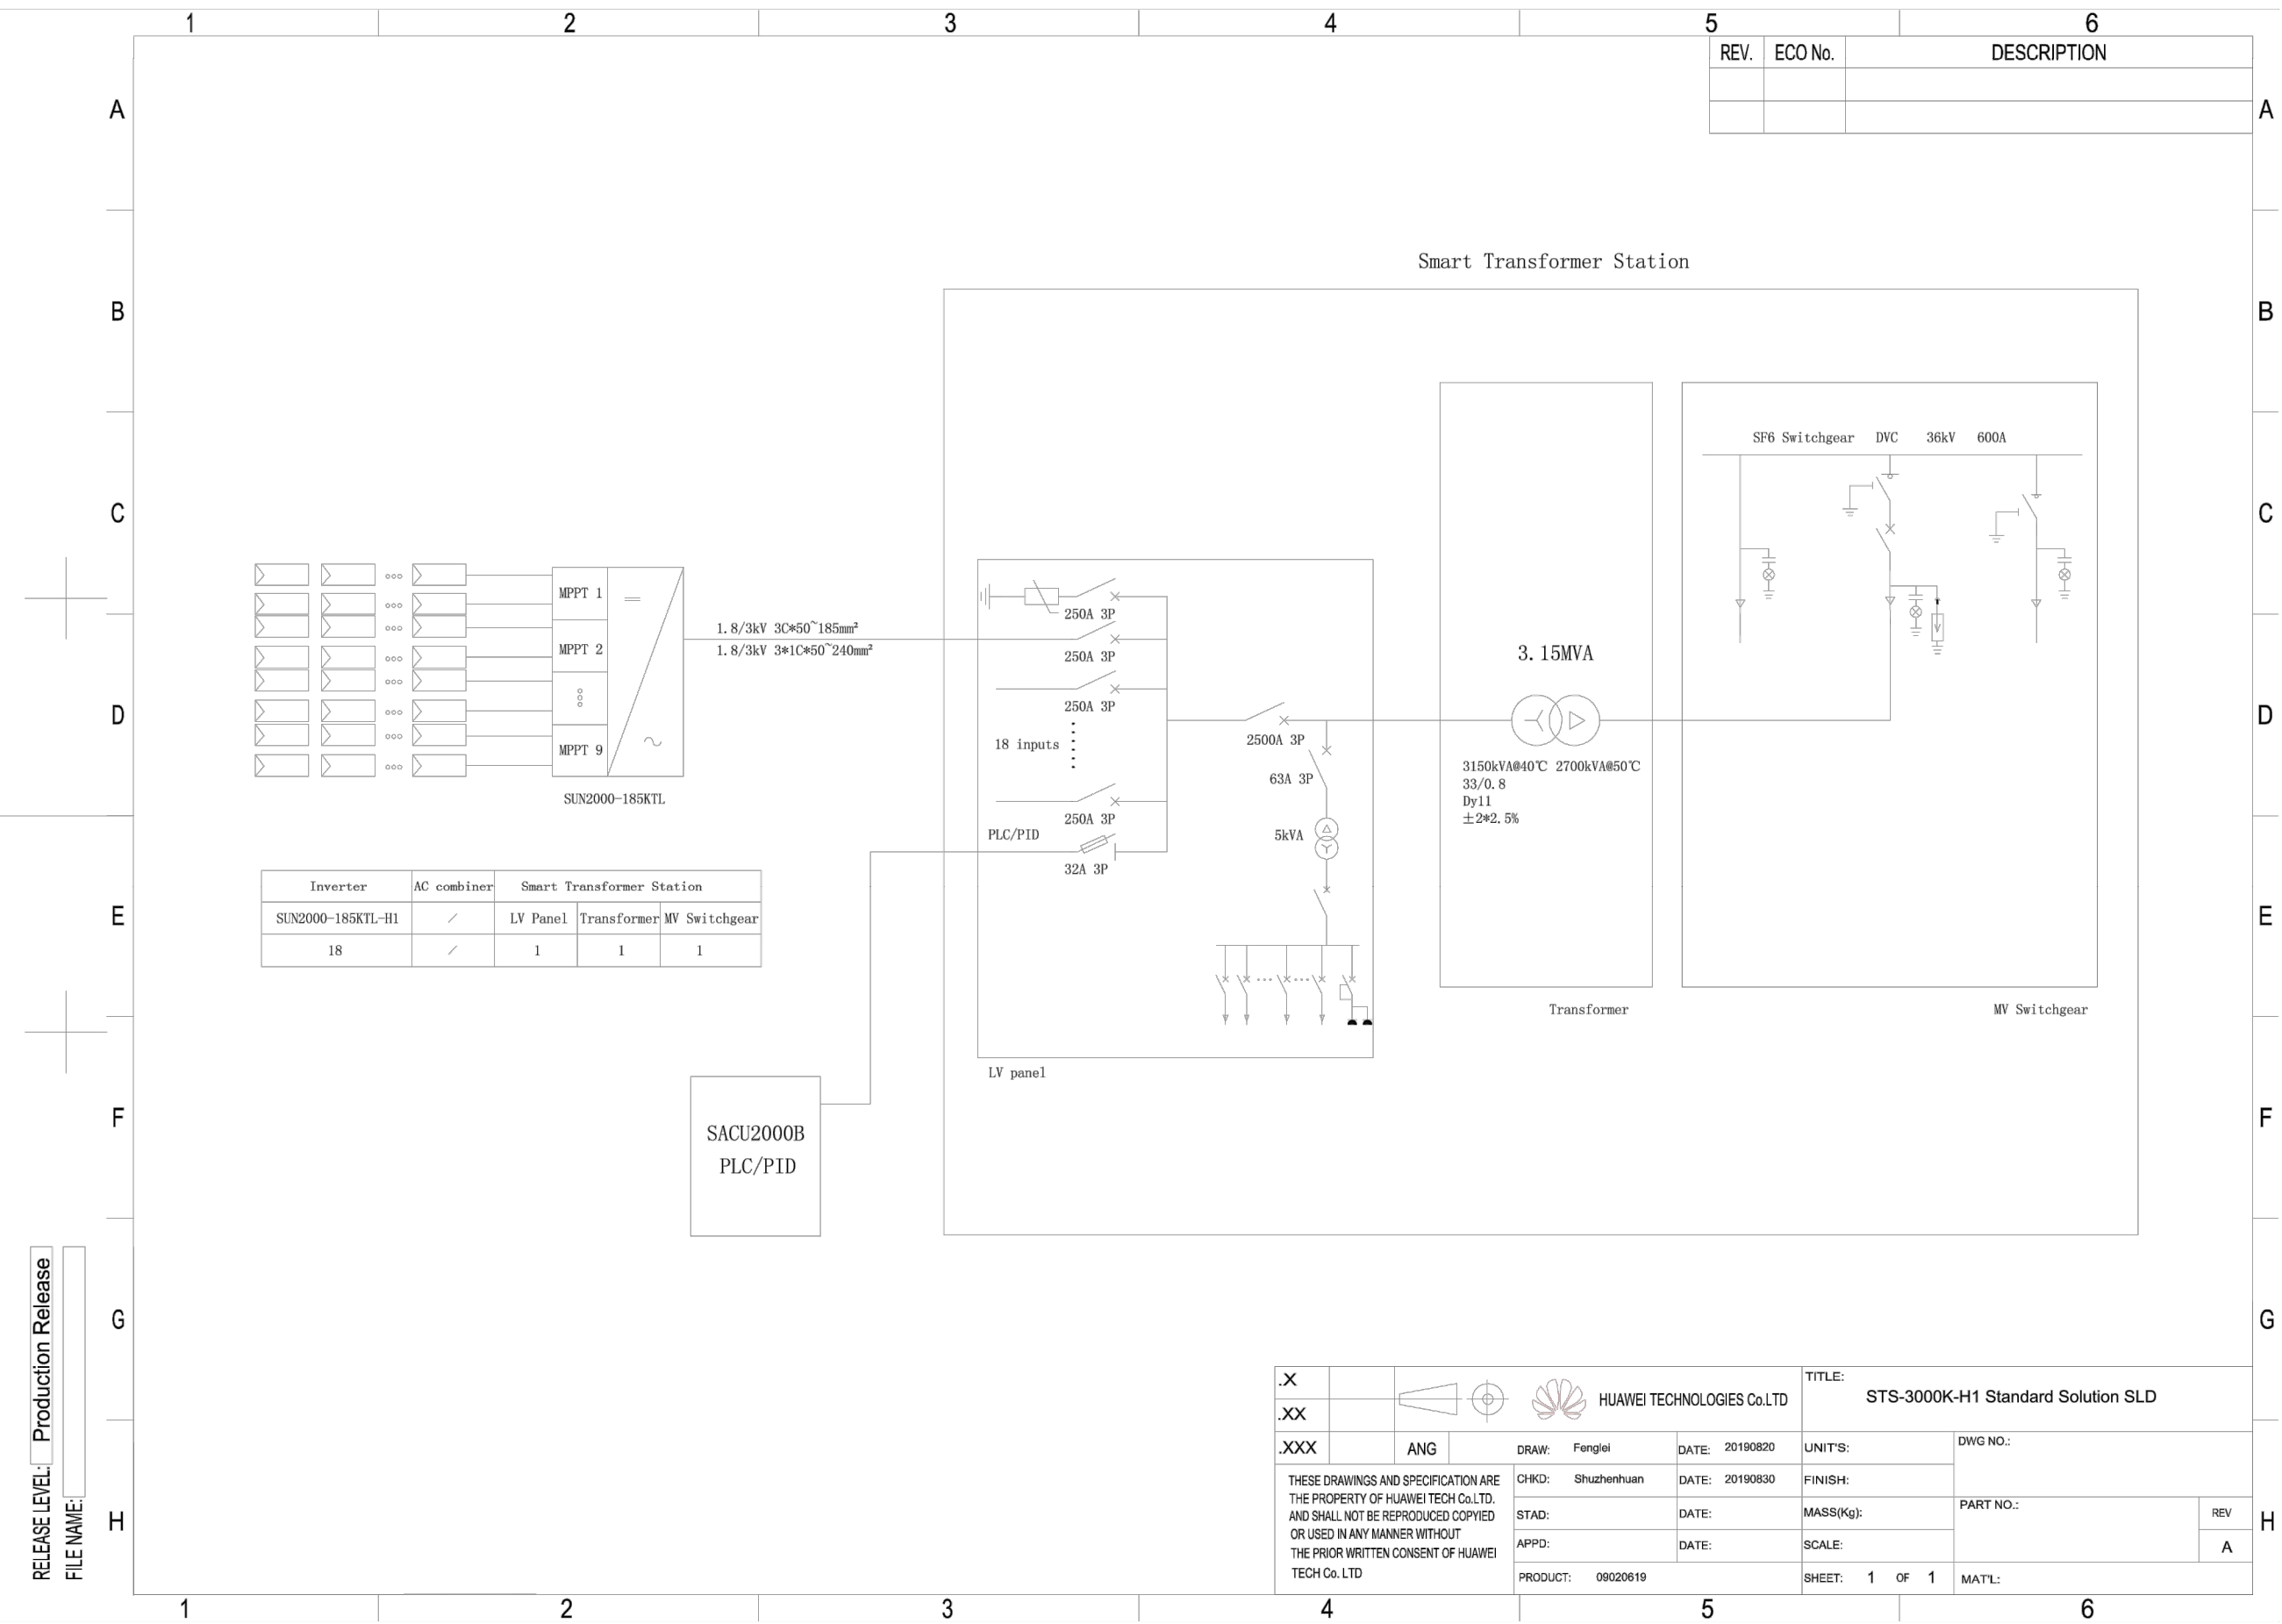 1 2 3 4 5 6
REV. ECO No. DESCRIPTION
A A
Smart Transformer Station
B B
SF6 Switchgear DVC 36kV 600A
C C
MPPT 1
250A 3P
1.8/3kV 3C*50~185mm²
1.8/3kV 3*1C*50~240mm²
MPPT 2
250A 3P
3.15MVA
250A 3P
D D
18 inputs
2500A 3P
MPPT 9
63A 3P
3150kVA@40℃ 2700kVA@50℃
33/0.8
Dy11
±2*2.5%
SUN2000-185KTL
250A 3P
PLC/PID
5kVA
32A 3P
Inverter AC combiner Smart Transformer Station
SUN2000-185KTL-H1 / LV Panel Transformer MV Switchgear
18 / 1 1 1
E E
Transformer
MV Switchgear
LV panel
F F
SACU2000B
PLC/PID
G G
RELEASE LEVEL: Production Release
FILE NAME:
.X
.XX
.XXX
ANG
HUAWEI TECHNOLOGIES Co.LTD
TITLE:
STS-3000K-H1 Standard Solution SLD
DRAW: Fenglei DATE: 20190820 UNIT'S: DWG NO.:
CHKD: Shuzhenhuan DATE: 20190830 FINISH:
STAD: DATE: MASS(Kg): PART NO.: REV
APPD: DATE: SCALE: A
PRODUCT: 09020619 SHEET: 1 OF 1 MAT'L:
THESE DRAWINGS AND SPECIFICATION ARE
THE PROPERTY OF HUAWEI TECH Co.LTD.
AND SHALL NOT BE REPRODUCED COPYIED
OR USED IN ANY MANNER WITHOUT
THE PRIOR WRITTEN CONSENT OF HUAWEI
TECH Co. LTD
H H
1 2 3 4 5 6